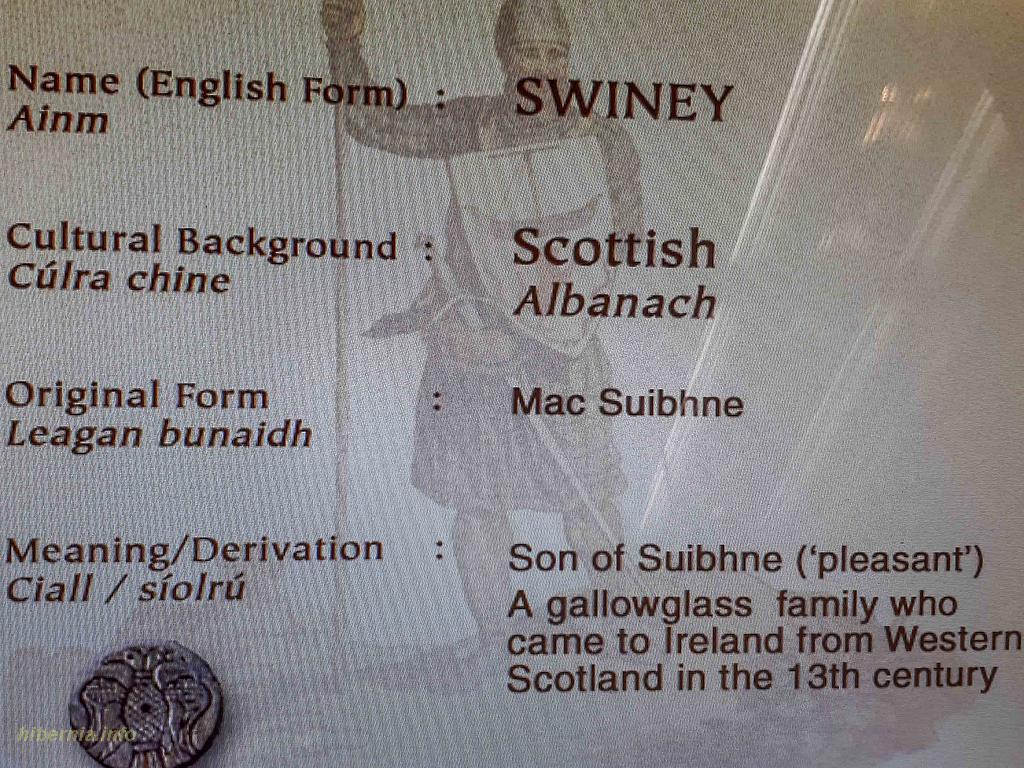 Name (English Form) : SWINEY
Ainm
Cultural Background : Scottish
Cúlra chine Albanach
Original Form : Mac Suibhne
Leagan bunaidh
Meaning/Derivation : Son of Suibhne (‘pleasant’)
Ciall / síolrú
A gallowglass family who
came to Ireland from Western
Scotland in the 13th century
hibernia.info